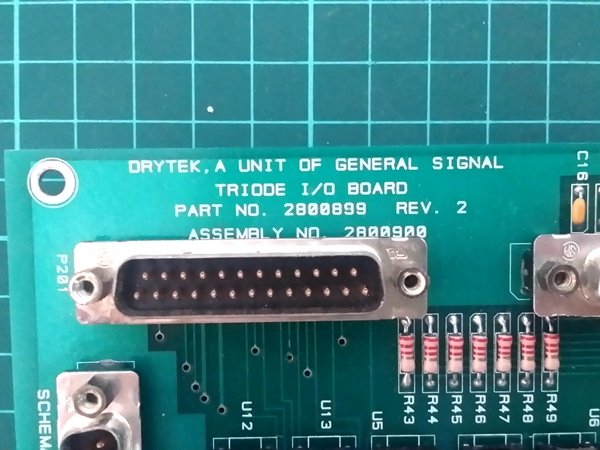 DRYTEK, A UNIT OF GENERAL SIGNAL
TRIODE I/O BOARD
PART NO. 2800899 REV. 2
ASSEMBLY NO. 2800900
C16
P201
R43 R44 R45 R46 R47 R48 R49
U12 U13 U5 U6